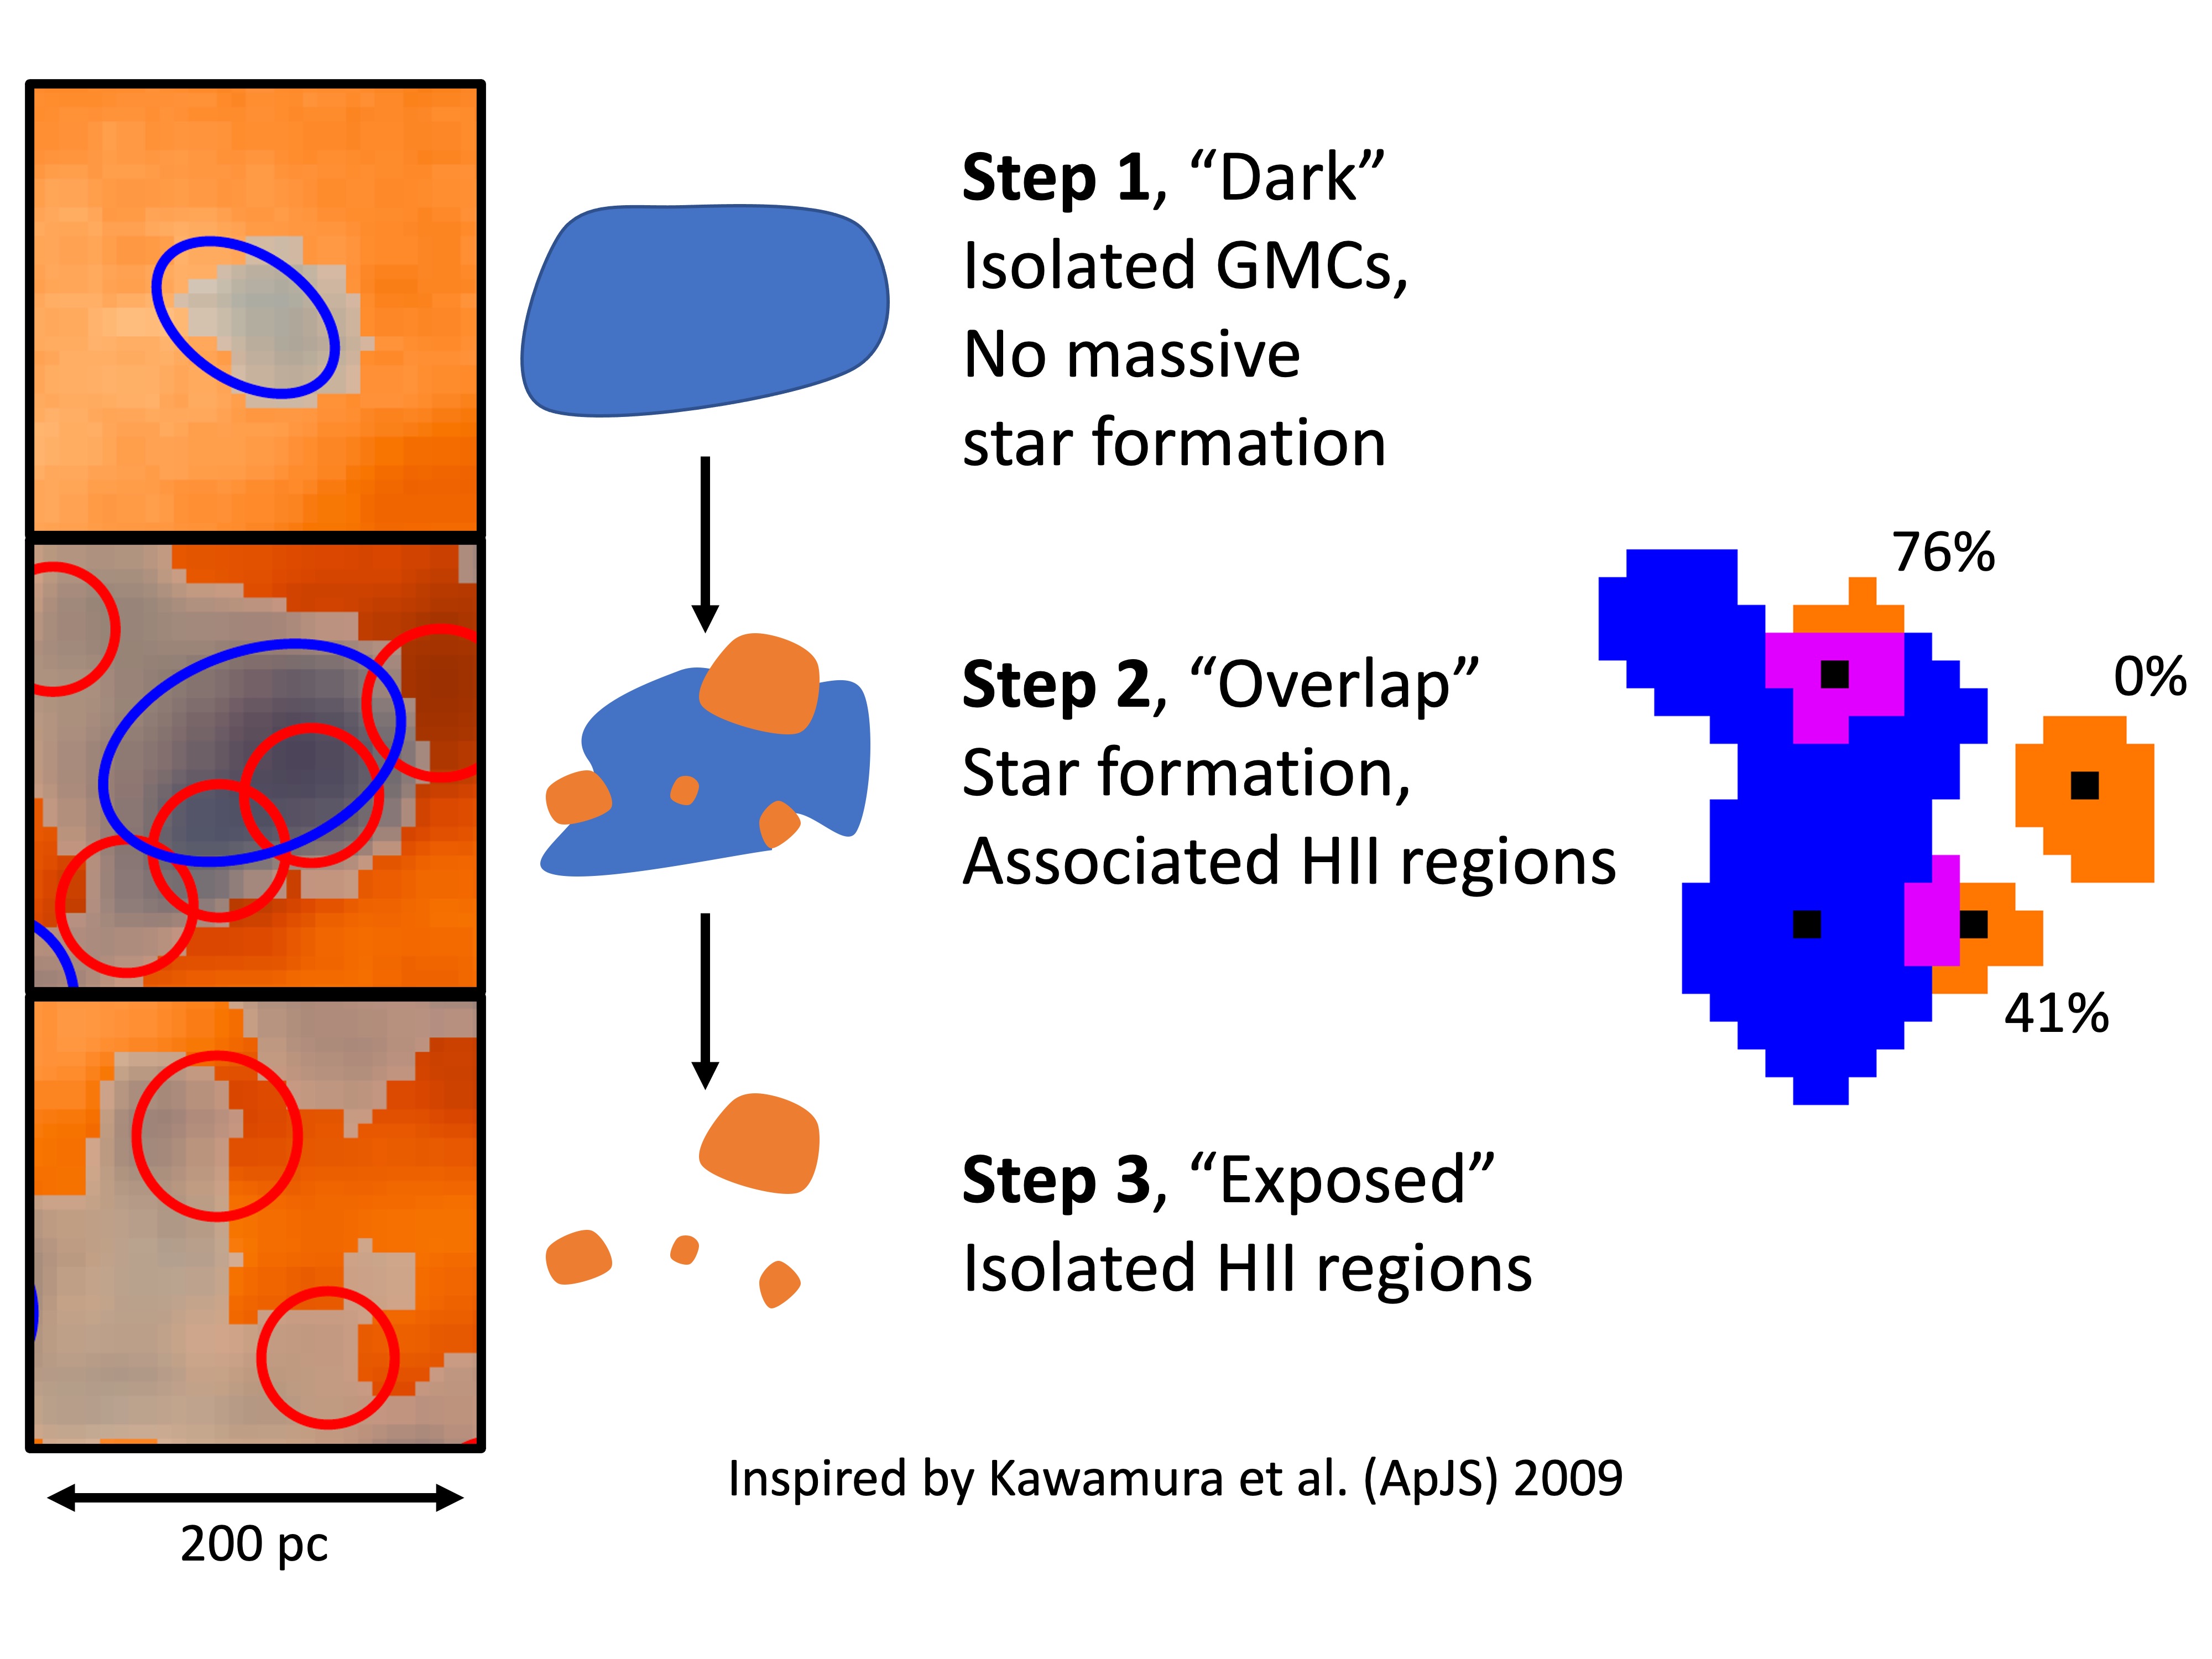 Step 1, “Dark”
Isolated GMCs,
No massive
star formation
76%
0%
Step 2, “Overlap”
Star formation,
Associated HII regions
41%
Step 3, “Exposed”
Isolated HII regions
Inspired by Kawamura et al. (ApJS) 2009
200 pc